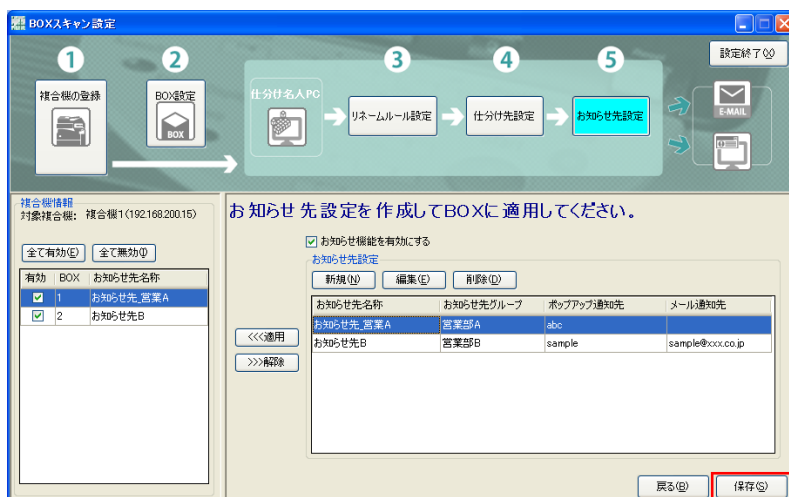 BOXスキャン設定
設定終了(X)
1
2
3
4
5
複合機の登録
BOX設定
BOX
仕分け名人PC
リネームルール設定
仕分け先設定
お知らせ先設定
E-MAIL
複合機情報
対象複合機: 複合機1(192.168.200.15)
全て有効(E) 全て無効(I)
有効 BOX お知らせ先名称
1 お知らせ先_営業A
2 お知らせ先B
お知らせ先設定を作成してBOXに適用してください。
お知らせ機能を有効にする
お知らせ先設定
新規(N) 編集(E) 削除(D)
お知らせ先名称 お知らせ先グループ ポップアップ通知先 メール通知先
お知らせ先_営業A 営業部A abc
お知らせ先B 営業部B sample sample@xxx.co.jp
<<<適用
>>>解除
戻る(B) 保存(S)